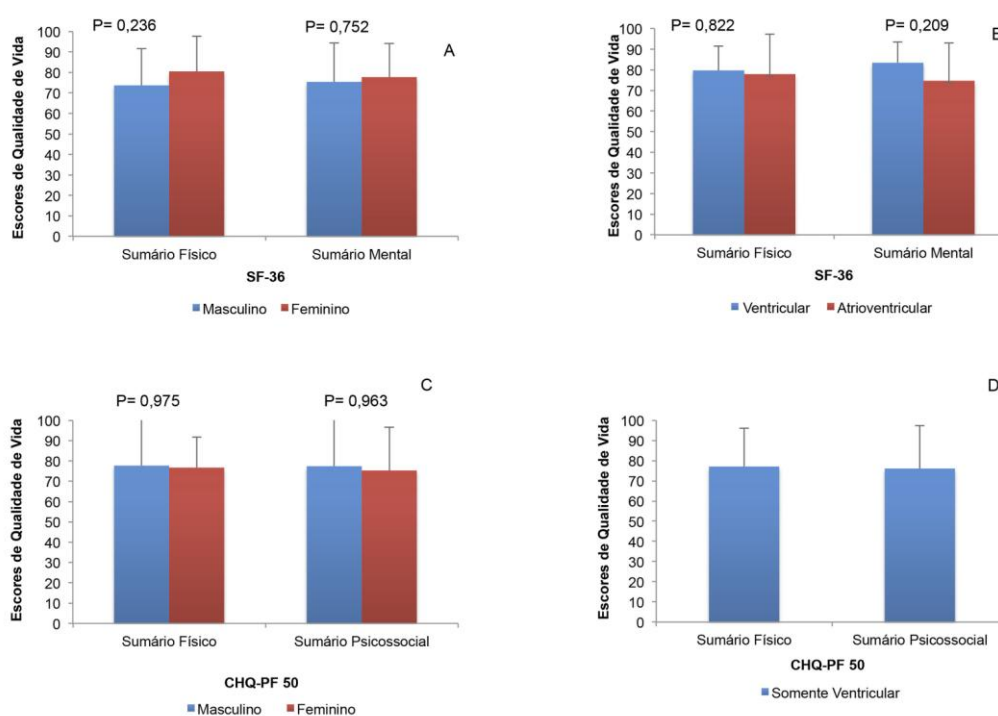 P= 0,236
P= 0,752
A
Escores de Qualidade de Vida
100
90
80
70
60
50
40
30
20
10
0
Sumário Físico
Sumário Mental
SF-36
Masculino
Feminino
P= 0,822
P= 0,209
Escores de Qualidade de Vida
100
90
80
70
60
50
40
30
20
10
0
Sumário Físico
Sumário Mental
SF-36
Ventricular
Atrioventricular
C
P= 0,975
P= 0,963
Escores de Qualidade de Vida
100
90
80
70
60
50
40
30
20
10
0
Sumário Físico
Sumário Psicossocial
CHQ-PF 50
Masculino
Feminino
D
Escores de Qualidade de Vida
100
90
80
70
60
50
40
30
20
10
0
Sumário Físico
Sumário Psicossocial
CHQ-PF 50
Somente Ventricular